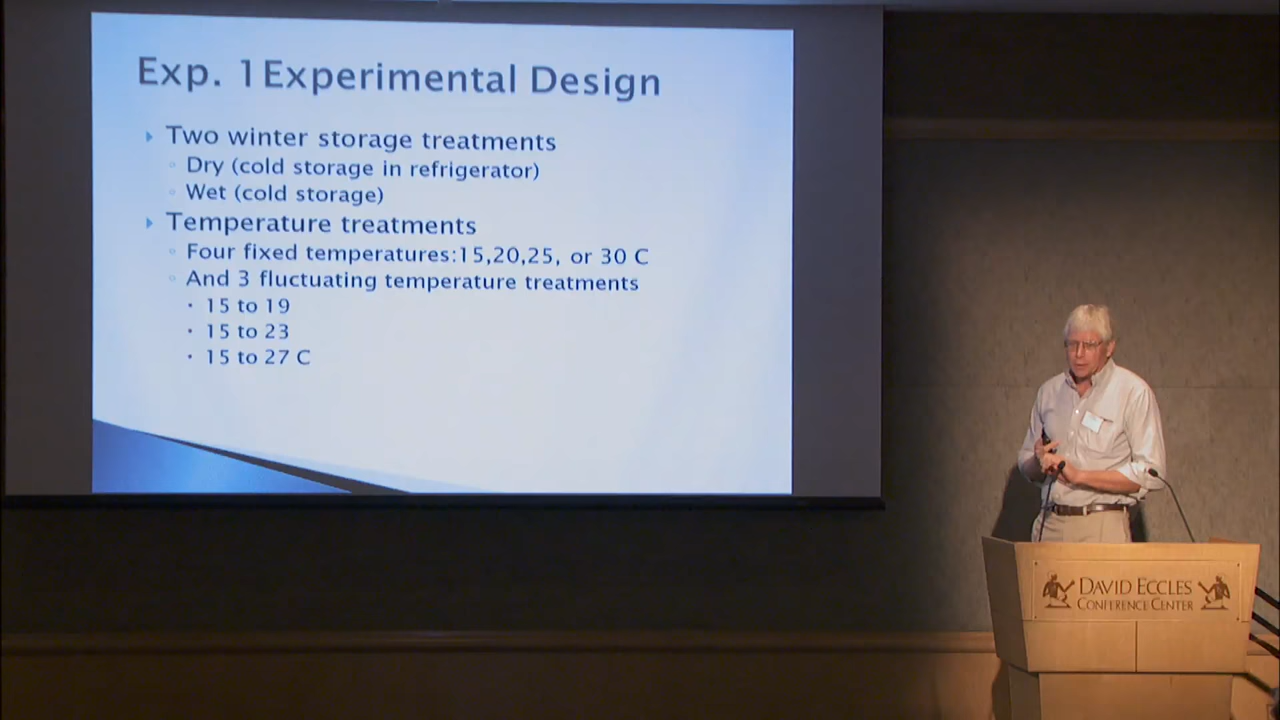 Exp. 1Experimental Design
Two winter storage treatments
Dry (cold storage in refrigerator)
Wet (cold storage)
Temperature treatments
Four fixed temperatures:15,20,25, or 30 C
And 3 fluctuating temperature treatments
15 to 19
15 to 23
15 to 27 C
DAVID ECCLES
CONFERENCE CENTER